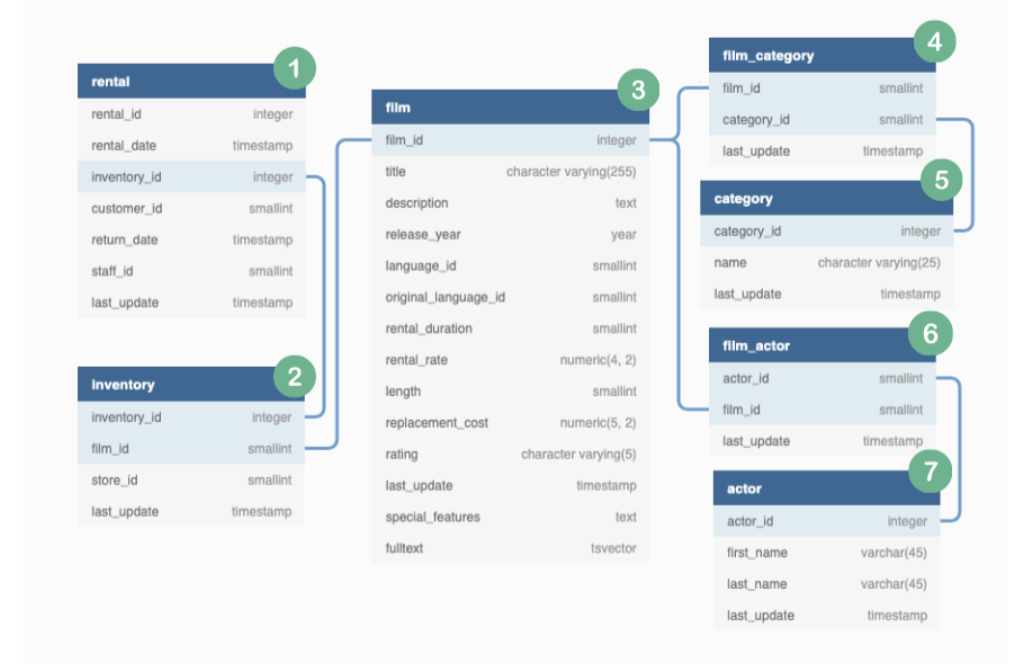 1
rental
rental_id integer
rental_date timestamp
inventory_id integer
customer_id smallint
return_date timestamp
staff_id smallint
last_update timestamp
2
inventory
inventory_id integer
film_id smallint
store_id smallint
last_update timestamp
3
film
film_id integer
title character varying(255)
description text
release_year year
language_id smallint
original_language_id smallint
rental_duration smallint
rental_rate numeric(4, 2)
length smallint
replacement_cost numeric(5, 2)
rating character varying(5)
last_update timestamp
special_features text
fulltext tsvector
4
film_category
film_id smallint
category_id smallint
last_update timestamp
5
category
category_id integer
name character varying(25)
last_update timestamp
6
film_actor
actor_id smallint
film_id smallint
last_update timestamp
7
actor
actor_id integer
first_name varchar(45)
last_name varchar(45)
last_update timestamp